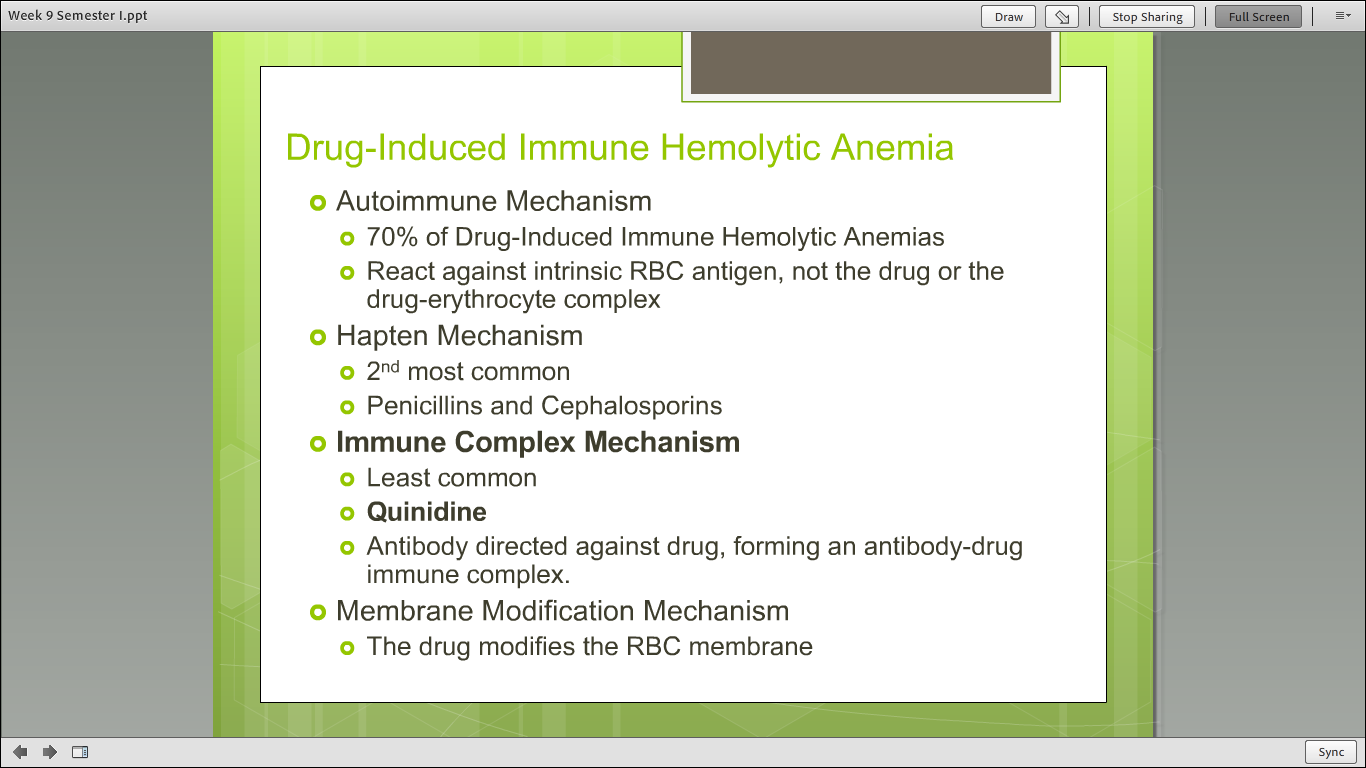 Week 9 Semester I.ppt
Draw
Stop Sharing
Full Screen
Drug-Induced Immune Hemolytic Anemia
Autoimmune Mechanism
70% of Drug-Induced Immune Hemolytic Anemias
React against intrinsic RBC antigen, not the drug or the
drug-erythrocyte complex
Hapten Mechanism
2nd most common
Penicillins and Cephalosporins
Immune Complex Mechanism
Least common
Quinidine
Antibody directed against drug, forming an antibody-drug
immune complex.
Membrane Modification Mechanism
The drug modifies the RBC membrane
Sync